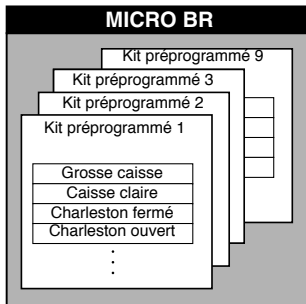 MICRO BR
Kit préprogrammé 9
Kit préprogrammé 3
Kit préprogrammé 2
Kit préprogrammé 1
Grosse caisse
Caisse claire
Charleston fermé
Charleston ouvert